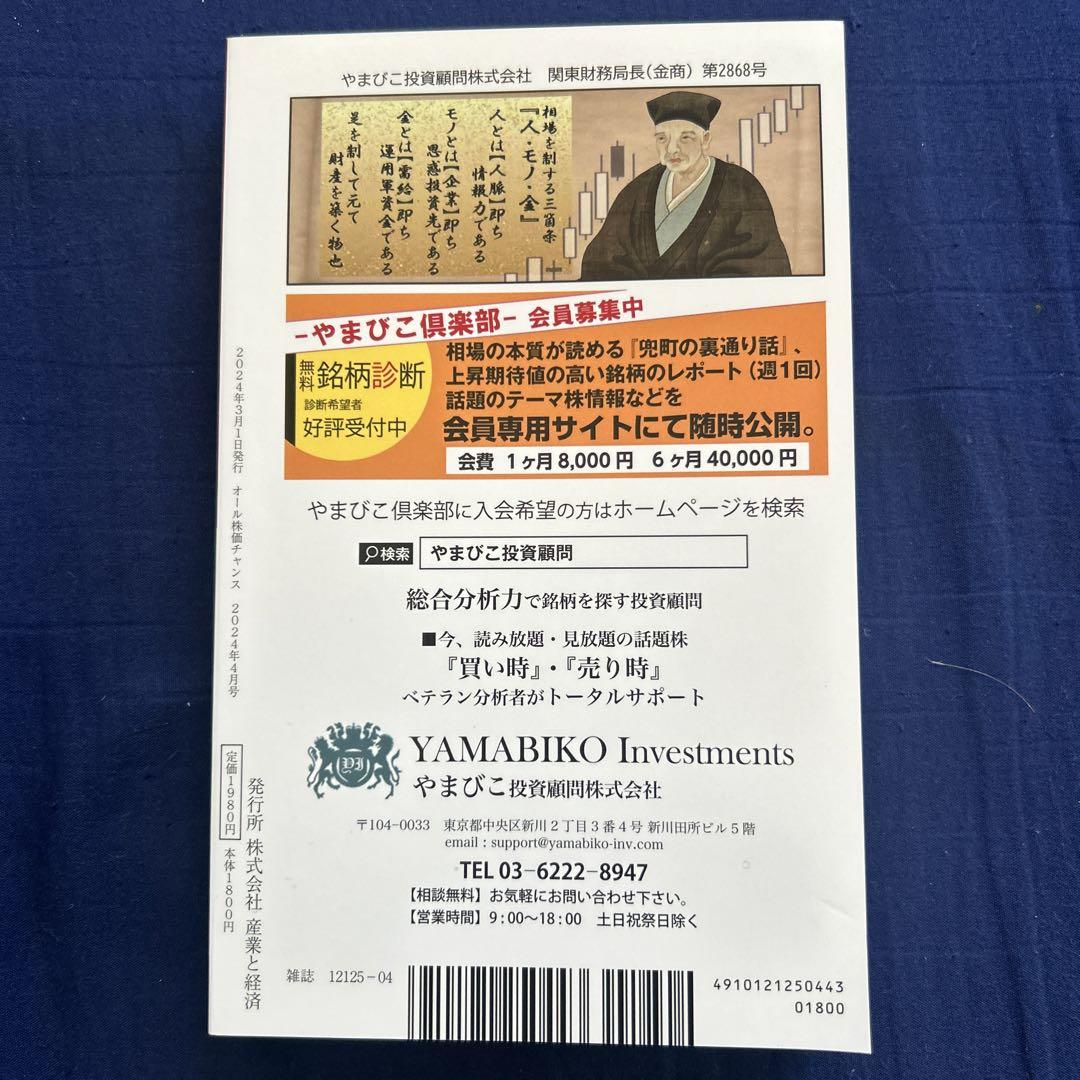 やまびこ投資顧問株式会社　関東財務局長(金商) 第2868号
相場を制する三箇条
『人・モノ・金』
人とは【人脈】即ち
情報力である
モノとは【企業】即ち
思惑投資先である
金とは【需給】即ち
運用軍資金である
是を制して元て
財産を築く物也
-やまびこ倶楽部- 会員募集中
無料 銘柄診断
診断希望者
好評受付中
相場の本質が読める『兜町の裏通り話』、
上昇期待値の高い銘柄のレポート（週1回）
話題のテーマ株情報などを
会員専用サイトにて随時公開。
会費 1ヶ月8,000円 6ヶ月40,000円
やまびこ倶楽部に入会希望の方はホームページを検索
検索 やまびこ投資顧問
総合分析力で銘柄を探す投資顧問
■今、読み放題・見放題の話題株
『買い時』・『売り時』
ベテラン分析者がトータルサポート
YI
YAMABIKO Investments
やまびこ投資顧問株式会社
〒104-0033 東京都中央区新川2丁目3番4号 新川田所ビル5階
email : support@yamabiko-inv.com
TEL 03-6222-8947
【相談無料】お気軽にお問い合わせ下さい。
【営業時間】9:00〜18:00 土日祝祭日除く
雑誌 12125-04
4910121250443
01800
2024年3月1日発行 オール株価チャンス 2024年4月号
定価1980円 本体1800円
発行所 株式会社 産業と経済